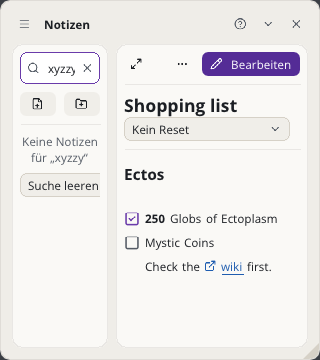 Notizen
xyzzy
Bearbeiten
Keine Notizen
für „xyzzy“
Suche leeren
Shopping list
Kein Reset
Ectos
250 Globs of Ectoplasm
Mystic Coins
Check the wiki first.